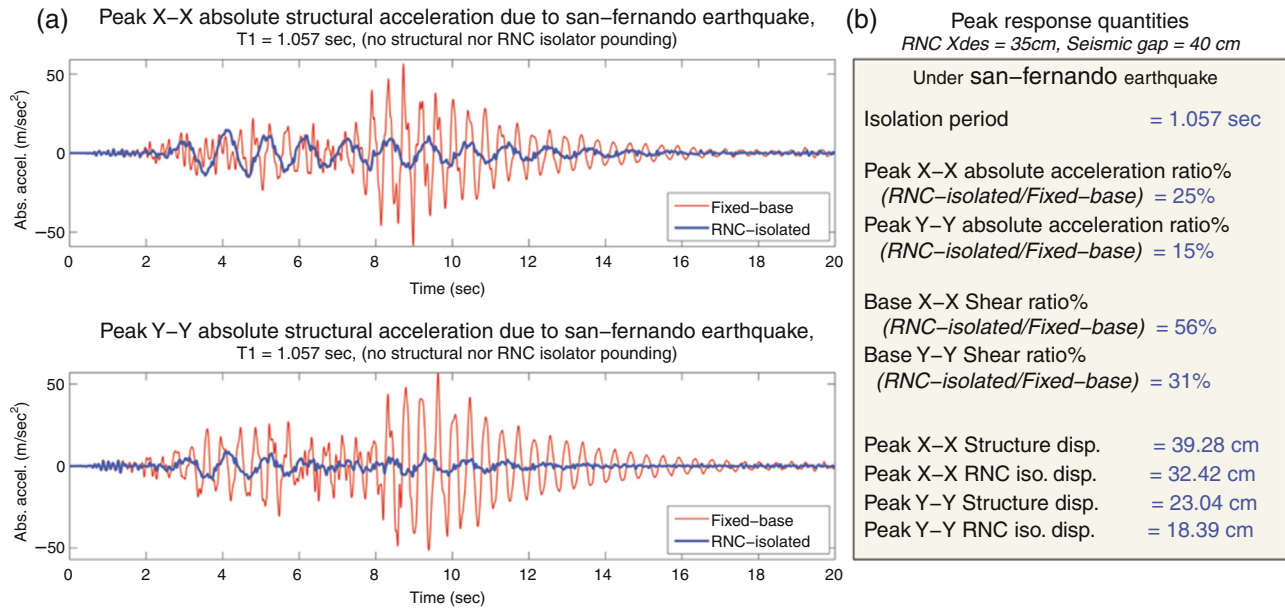 (a)
Peak X−X absolute structural acceleration due to san−fernando earthquake,
T1 = 1.057 sec, (no structural nor RNC isolator pounding)
Abs. accel. (m/sec²)
50
0
−50
Fixed−base
RNC−isolated
0 2 4 6 8 10 12 14 16 18 20
Time (sec)
Peak Y−Y absolute structural acceleration due to san−fernando earthquake,
T1 = 1.057 sec, (no structural nor RNC isolator pounding)
Abs. accel. (m/sec²)
50
0
−50
Fixed−base
RNC−isolated
0 2 4 6 8 10 12 14 16 18 20
Time (sec)
(b)
Peak response quantities
RNC Xdes = 35cm, Seismic gap = 40 cm
Under san−fernando earthquake
Isolation period = 1.057 sec
Peak X−X absolute acceleration ratio%
(RNC−isolated/Fixed−base) = 25%
Peak Y−Y absolute acceleration ratio%
(RNC−isolated/Fixed−base) = 15%
Base X−X Shear ratio%
(RNC−isolated/Fixed−base) = 56%
Base Y−Y Shear ratio%
(RNC−isolated/Fixed−base) = 31%
Peak X−X Structure disp. = 39.28 cm
Peak X−X RNC iso. disp. = 32.42 cm
Peak Y−Y Structure disp. = 23.04 cm
Peak Y−Y RNC iso. disp. = 18.39 cm